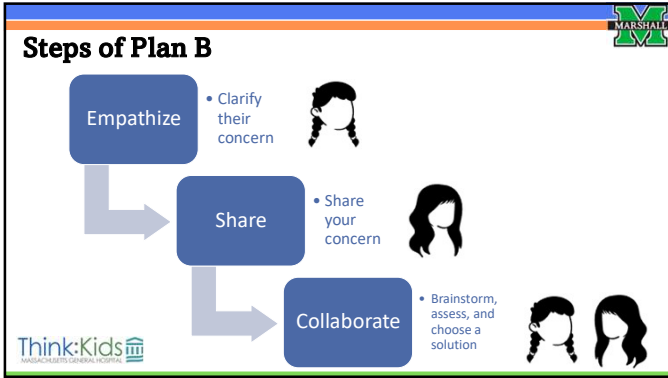 MARSHALL
Steps of Plan B
Empathize
• Clarify
their
concern
Share
• Share
your
concern
Collaborate
• Brainstorm,
assess, and
choose a
solution
Think:Kids
MASSACHUSETTS GENERAL HOSPITAL